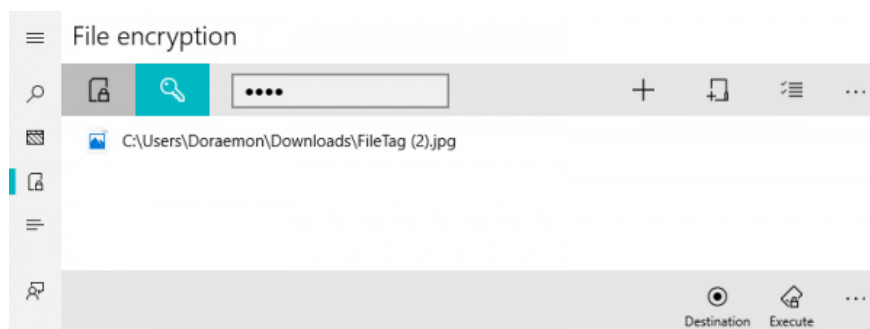 File encryption
••••
C:\Users\Doraemon\Downloads\FileTag (2).jpg
Destination
Execute